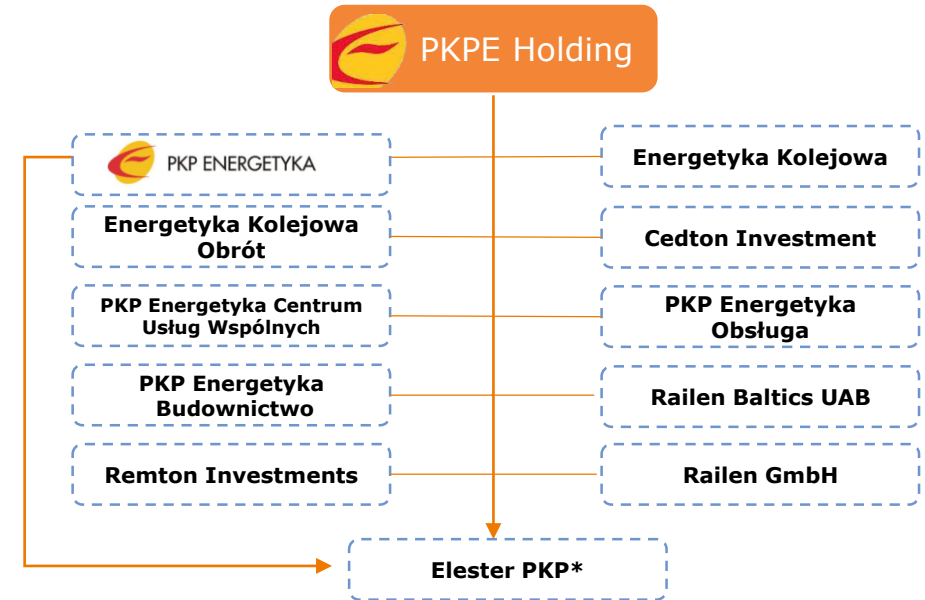 PKPE Holding
PKP ENERGETYKA
Energetyka Kolejowa
Energetyka Kolejowa
Obrót
Cedton Investment
PKP Energetyka Centrum
Usług Wspólnych
PKP Energetyka
Obsługa
PKP Energetyka
Budownictwo
Railen Baltics UAB
Remton Investments
Railen GmbH
Elester PKP*